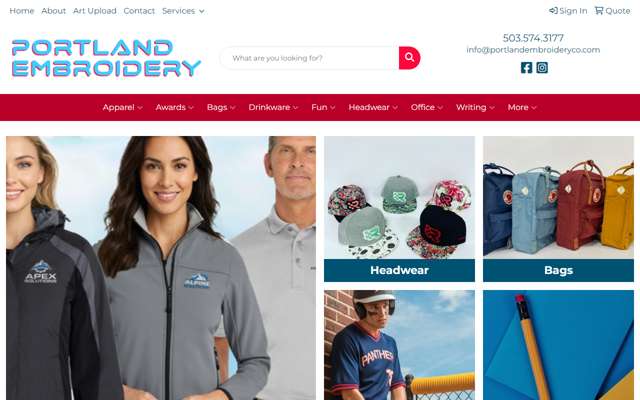 Home About Art Upload Contact Services
Sign In Quote
PORTLAND
EMBROIDERY
What are you looking for?
503.574.3177
info@portlandembroideryco.com
Apparel Awards Bags Drinkware Fun Headwear Office Writing More
APEX
SOLUTIONS
ALPINE
Headwear
Bags
PANTHE